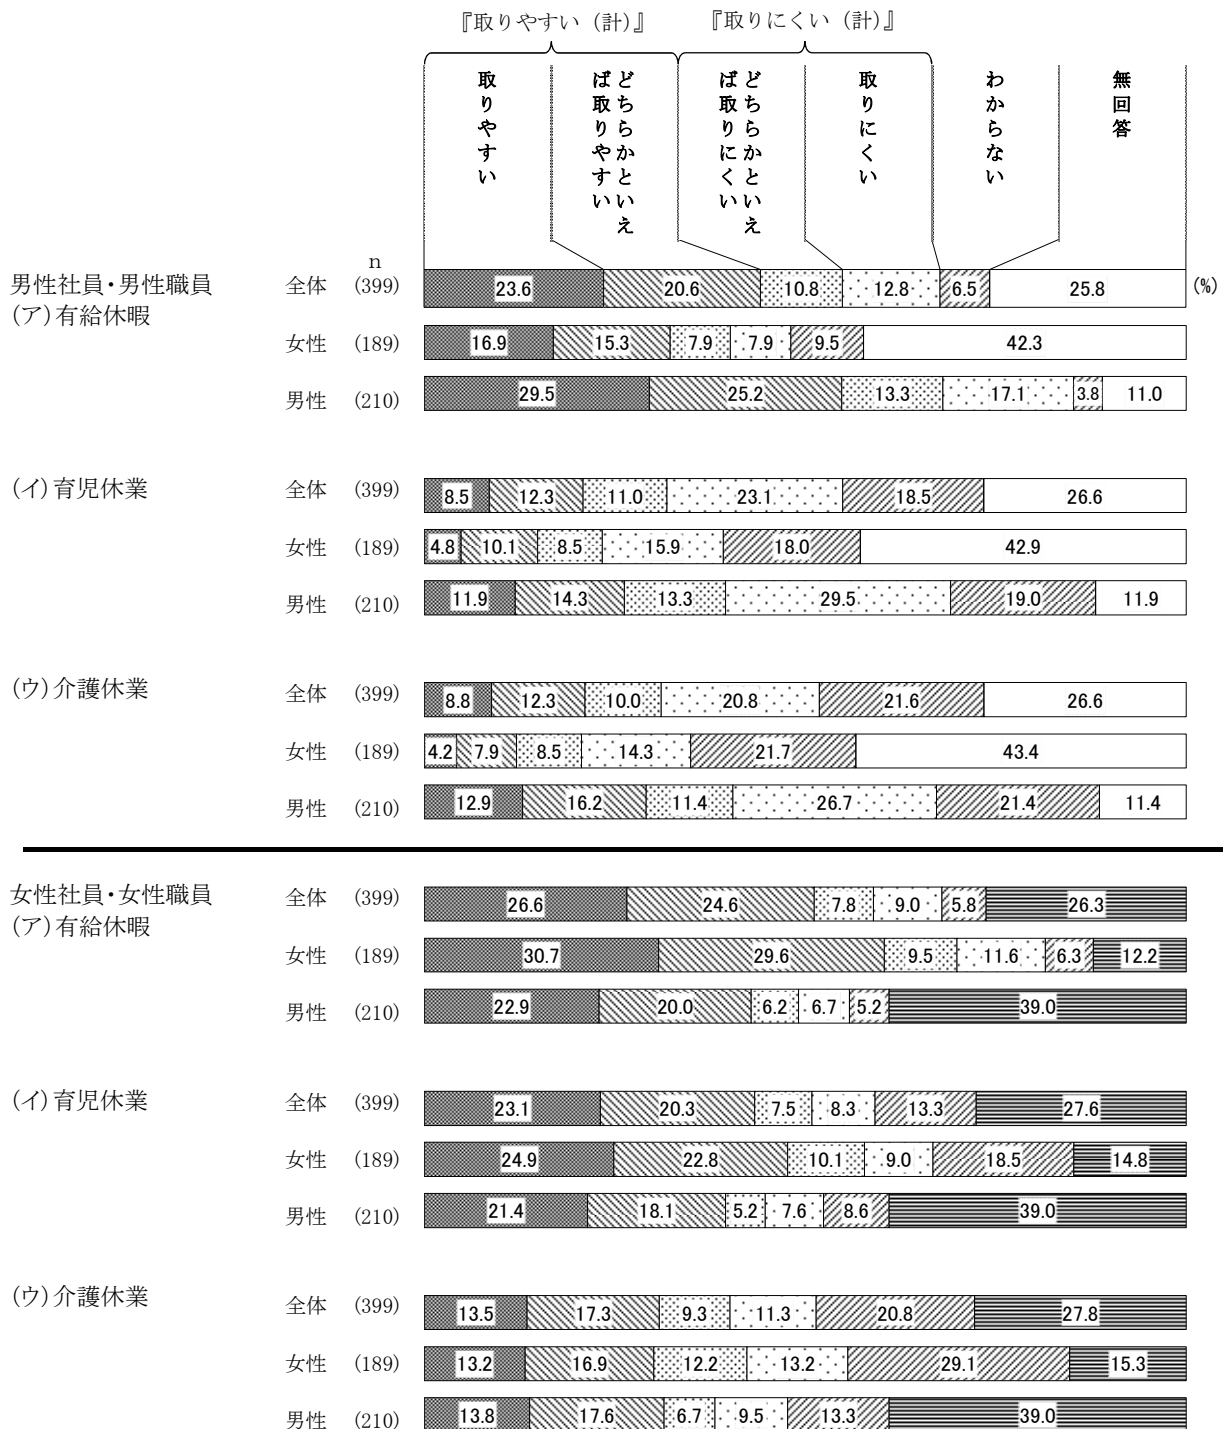 『取りやすい（計）』 『取りにくい（計）』
取りやすい
どちらかといえ
ば取りやすい
どちらかといえ
ば取りにくい
取りにくい
わからない
無回答
n
男性社員・男性職員 全体 (399) 23.6 20.6 10.8 12.8 6.5 25.8 (%)
(ア)有給休暇
女性 (189) 16.9 15.3 7.9 7.9 9.5 42.3
男性 (210) 29.5 25.2 13.3 17.1 3.8 11.0
(イ)育児休業 全体 (399) 8.5 12.3 11.0 23.1 18.5 26.6
女性 (189) 4.8 10.1 8.5 15.9 18.0 42.9
男性 (210) 11.9 14.3 13.3 29.5 19.0 11.9
(ウ)介護休業 全体 (399) 8.8 12.3 10.0 20.8 21.6 26.6
女性 (189) 4.2 7.9 8.5 14.3 21.7 43.4
男性 (210) 12.9 16.2 11.4 26.7 21.4 11.4
女性社員・女性職員 全体 (399) 26.6 24.6 7.8 9.0 5.8 26.3
(ア)有給休暇
女性 (189) 30.7 29.6 9.5 11.6 6.3 12.2
男性 (210) 22.9 20.0 6.2 6.7 5.2 39.0
(イ)育児休業 全体 (399) 23.1 20.3 7.5 8.3 13.3 27.6
女性 (189) 24.9 22.8 10.1 9.0 18.5 14.8
男性 (210) 21.4 18.1 5.2 7.6 8.6 39.0
(ウ)介護休業 全体 (399) 13.5 17.3 9.3 11.3 20.8 27.8
女性 (189) 13.2 16.9 12.2 13.2 29.1 15.3
男性 (210) 13.8 17.6 6.7 9.5 13.3 39.0